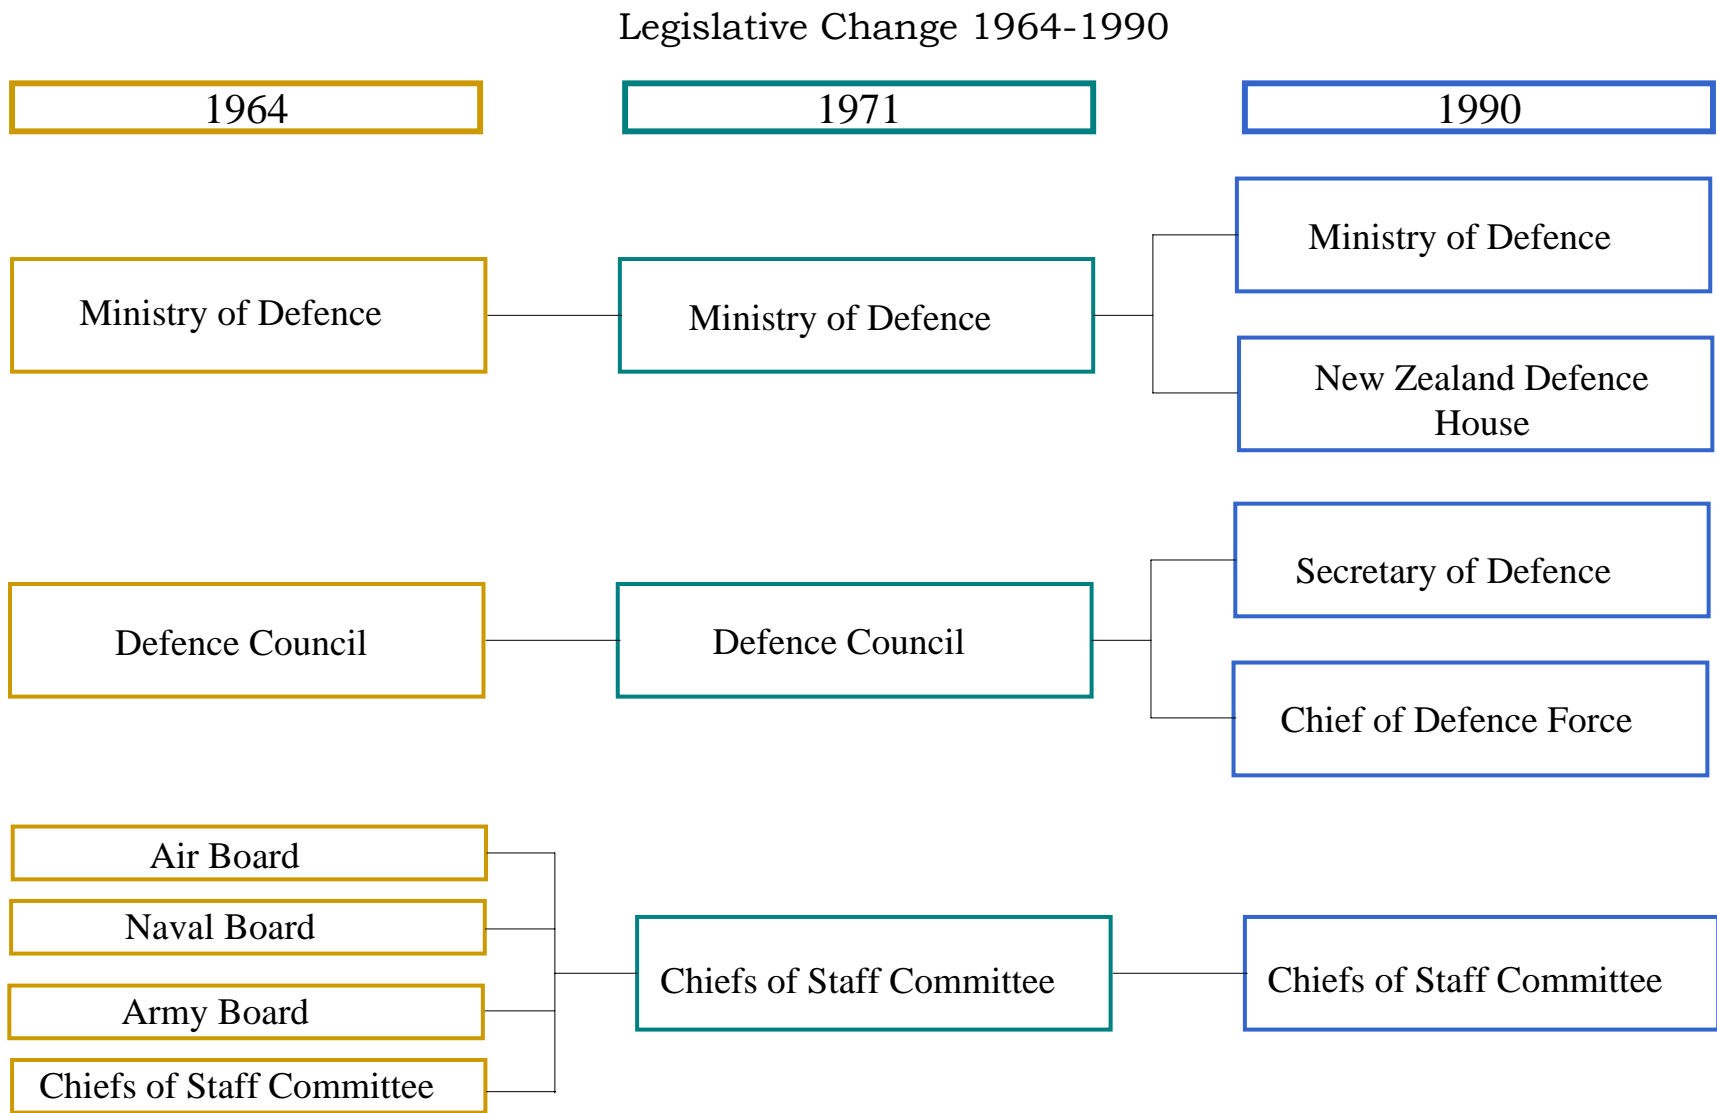 Legislative Change 1964-1990
1964
1971
1990
Ministry of Defence
Ministry of Defence
Ministry of Defence
New Zealand Defence
House
Defence Council
Defence Council
Secretary of Defence
Chief of Defence Force
Air Board
Naval Board
Army Board
Chiefs of Staff Committee
Chiefs of Staff Committee
Chiefs of Staff Committee